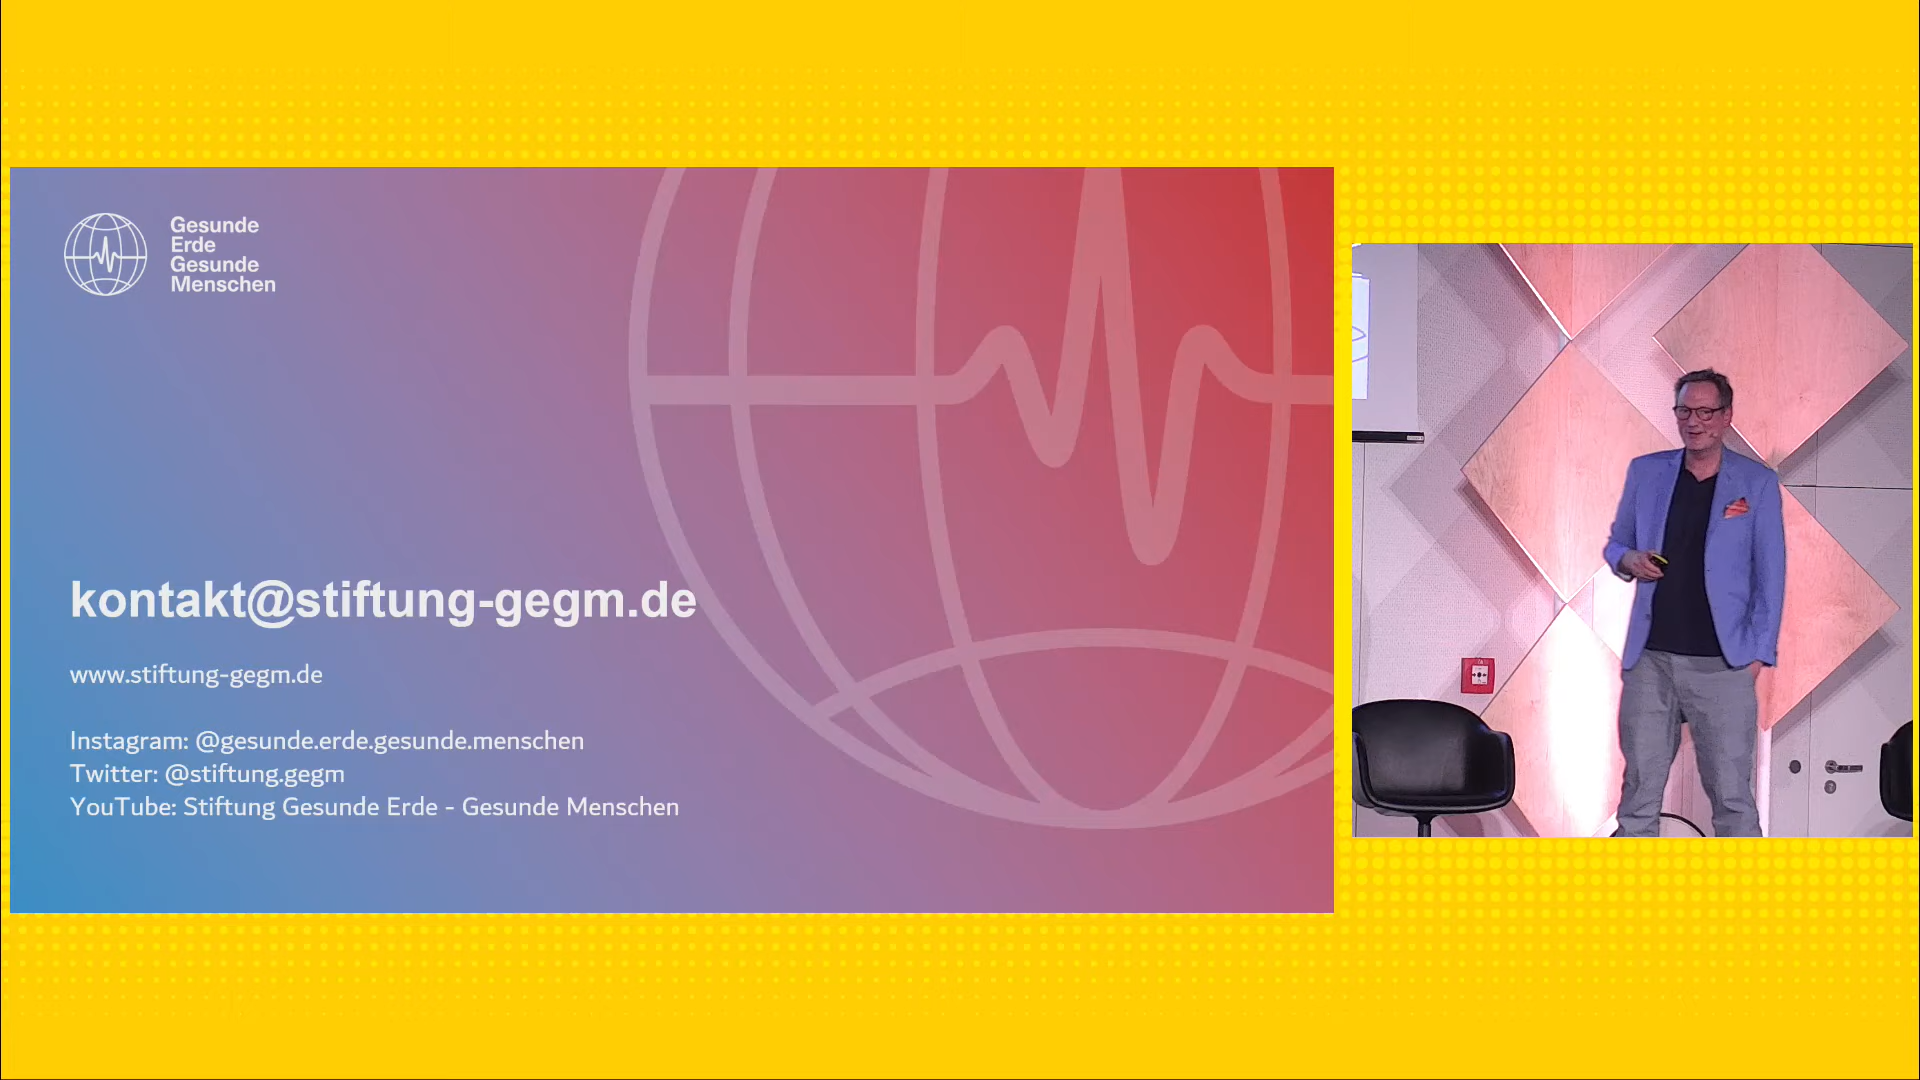 Gesunde
Erde
Gesunde
Menschen
kontakt@stiftung-gegm.de
www.stiftung-gegm.de
Instagram: @gesunde.erde.gesunde.menschen
Twitter: @stiftung.gegm
YouTube: Stiftung Gesunde Erde - Gesunde Menschen